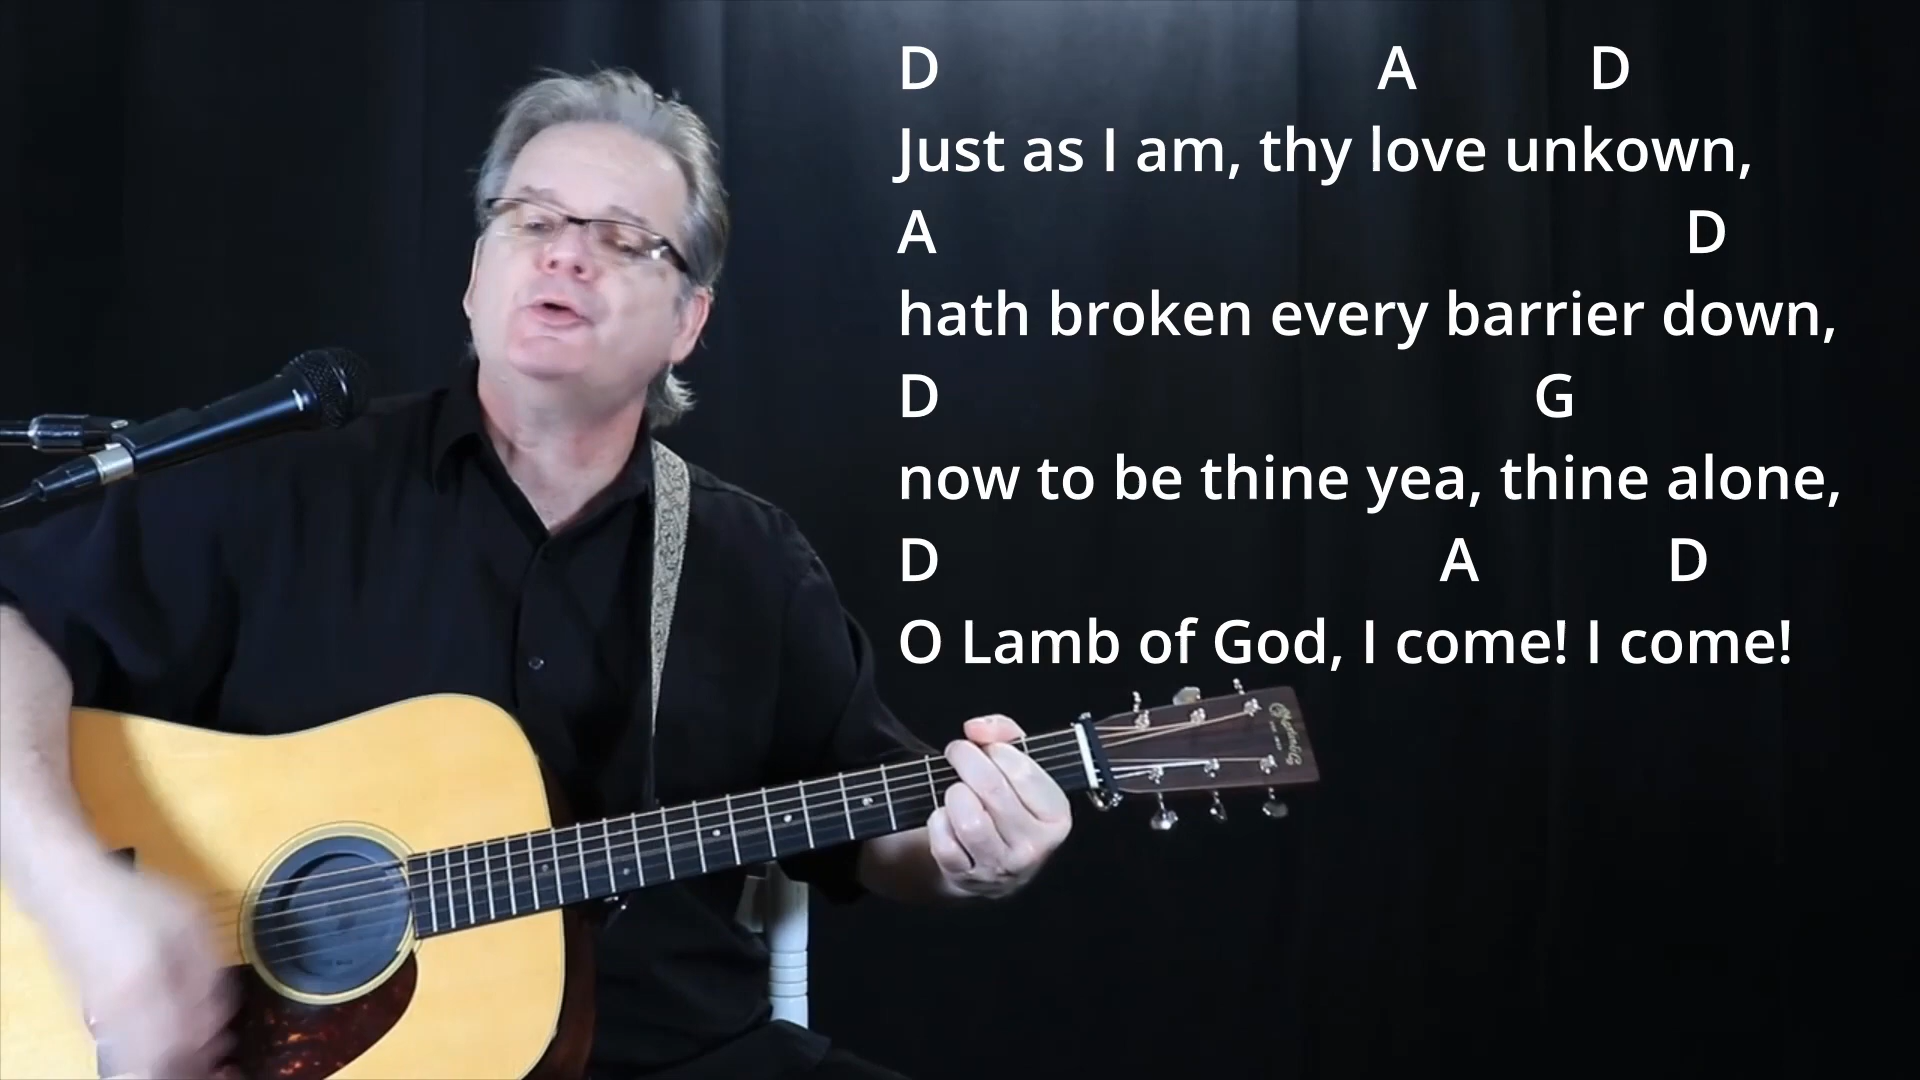 D A D
Just as I am, thy love unkown,
A D
hath broken every barrier down,
D G
now to be thine yea, thine alone,
D A D
O Lamb of God, I come! I come!